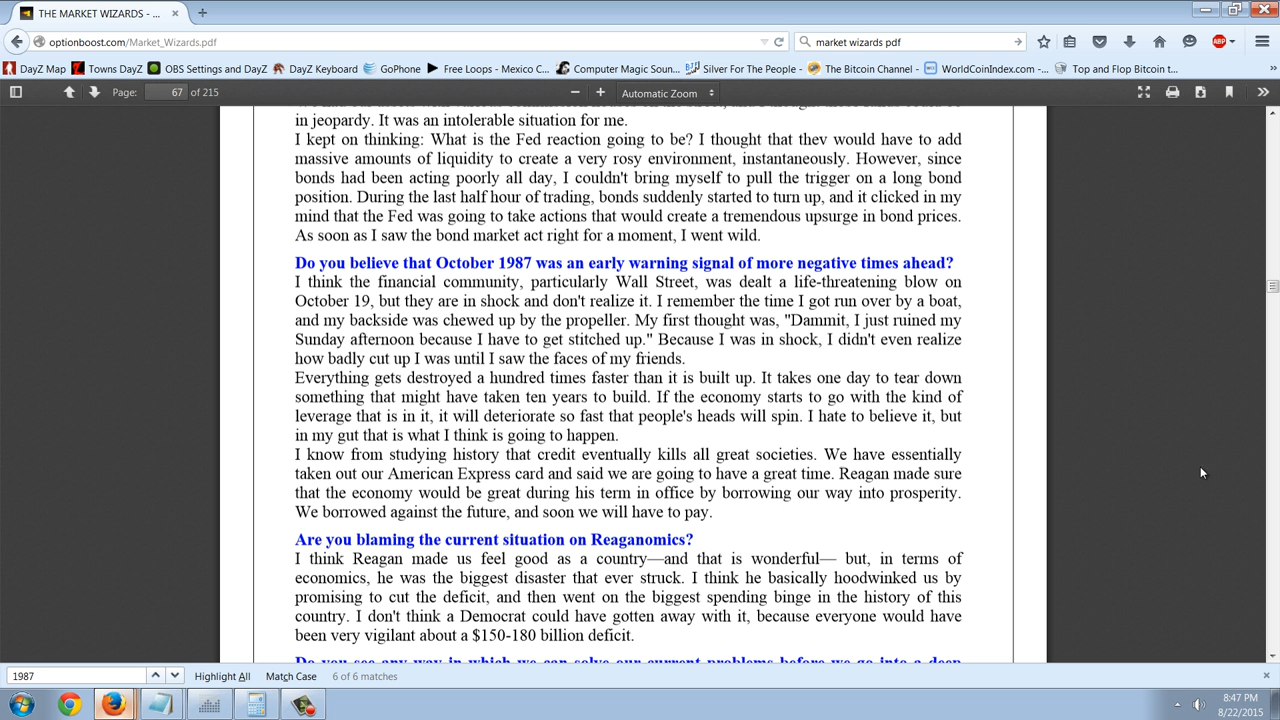 THE MARKET WIZARDS - ...
optionboost.com/Market_Wizards.pdf
market wizards pdf
ABP
DayZ Map
Towns DayZ
OBS Settings and DayZ
DayZ Keyboard
GoPhone
Free Loops - Mexico C...
Computer Magic Soun...
Silver For The People -
The Bitcoin Channel -
WorldCoinIndex.com -...
Top and Flop Bitcoin t...
Page: 67 of 215
Automatic Zoom
in jeopardy. It was an intolerable situation for me.
I kept on thinking: What is the Fed reaction going to be? I thought that thev would have to add
massive amounts of liquidity to create a very rosy environment, instantaneously. However, since
bonds had been acting poorly all day, I couldn't bring myself to pull the trigger on a long bond
position. During the last half hour of trading, bonds suddenly started to turn up, and it clicked in my
mind that the Fed was going to take actions that would create a tremendous upsurge in bond prices.
As soon as I saw the bond market act right for a moment, I went wild.
Do you believe that October 1987 was an early warning signal of more negative times ahead?
I think the financial community, particularly Wall Street, was dealt a life-threatening blow on
October 19, but they are in shock and don't realize it. I remember the time I got run over by a boat,
and my backside was chewed up by the propeller. My first thought was, "Dammit, I just ruined my
Sunday afternoon because I have to get stitched up." Because I was in shock, I didn't even realize
how badly cut up I was until I saw the faces of my friends.
Everything gets destroyed a hundred times faster than it is built up. It takes one day to tear down
something that might have taken ten years to build. If the economy starts to go with the kind of
leverage that is in it, it will deteriorate so fast that people's heads will spin. I hate to believe it, but
in my gut that is what I think is going to happen.
I know from studying history that credit eventually kills all great societies. We have essentially
taken out our American Express card and said we are going to have a great time. Reagan made sure
that the economy would be great during his term in office by borrowing our way into prosperity.
We borrowed against the future, and soon we will have to pay.
Are you blaming the current situation on Reaganomics?
I think Reagan made us feel good as a country—and that is wonderful— but, in terms of
economics, he was the biggest disaster that ever struck. I think he basically hoodwinked us by
promising to cut the deficit, and then went on the biggest spending binge in the history of this
country. I don't think a Democrat could have gotten away with it, because everyone would have
been very vigilant about a $150-180 billion deficit.
Do you see any way in which we can solve our current problems before we go into a deep
1987
Highlight All
Match Case
6 of 6 matches
8:47 PM
8/22/2015